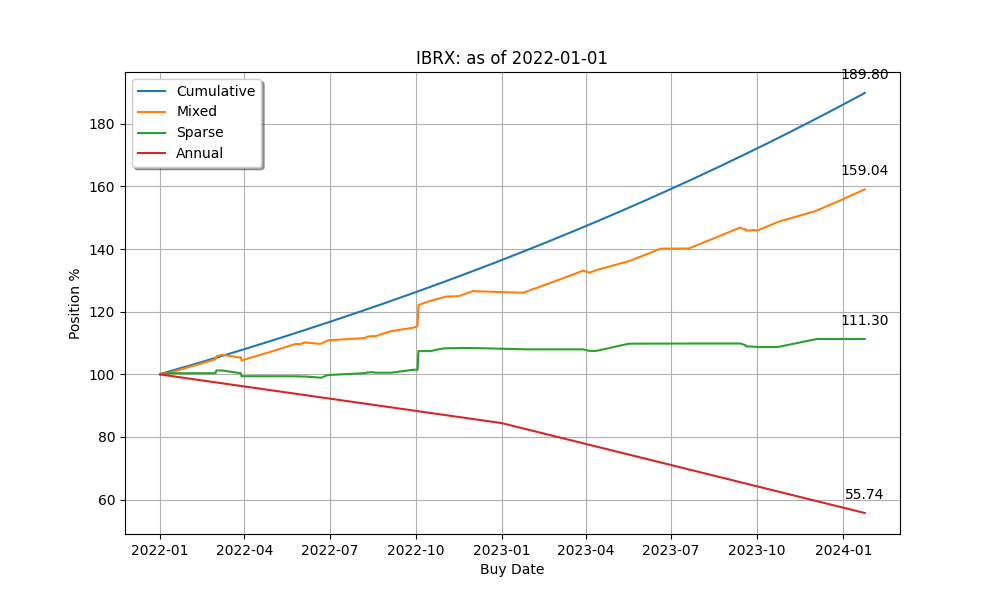 IBRX: as of 2022-01-01
189.80
Cumulative
Mixed
Sparse
Annual
159.04
111.30
55.74
180
160
140
120
100
80
60
Position %
2022-01 2022-04 2022-07 2022-10 2023-01 2023-04 2023-07 2023-10 2024-01
Buy Date